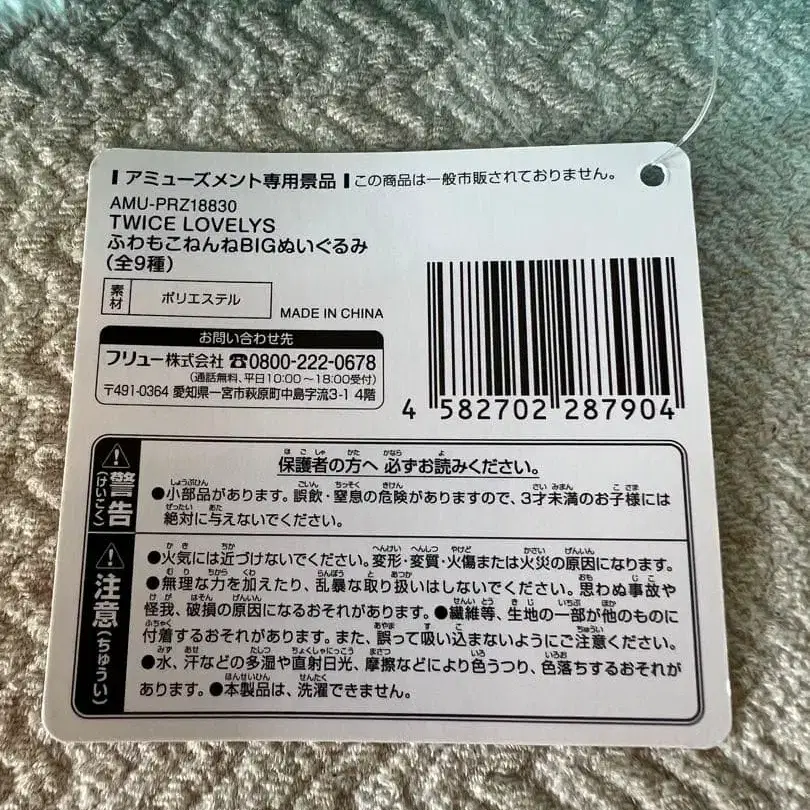 アミューズメント専用景品 この商品は一般市販されておりません。
AMU-PRZ18830
TWICE LOVELYS
ふわもこねんねBIGぬいぐるみ
(全9種)
素材 ポリエステル
MADE IN CHINA
お問い合わせ先
フリュー株式会社 ☎0800-222-0678
(通話無料、平日10:00~18:00受付)
〒491-0364 愛知県一宮市萩原町中島字流3-1 4階
4 582702 287904
警告(けいこく)
保護者の方へ 必ずお読みください。
●小部品があります。誤飲・窒息の危険がありますので、3才未満のお子様には
絶対に与えないでください。
注意(ちゅうい)
●火気には近づけないでください。変形・変質・火傷または火災の原因になります。
●無理な力を加えたり、乱暴な取り扱いはしないでください。思わぬ事故や
怪我、破損の原因になるおそれがあります。●繊維等、生地の一部が他のものに
付着するおそれがあります。また、誤って吸い込まないようにご注意ください。
●水、汗などの多湿や直射日光、摩擦などにより色うつり、色落ちするおそれが
あります。●本製品は、洗濯できません。